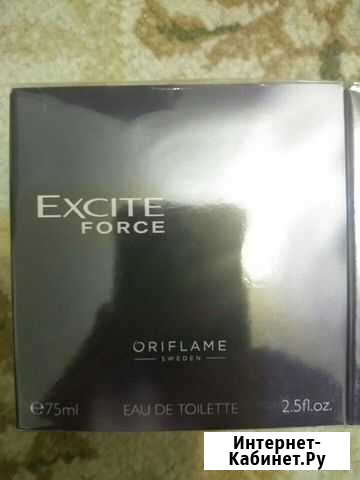 EXCITE
FORCE
ORIFLAME
SWEDEN
℮75ml EAU DE TOILETTE 2.5fl.oz.
Интернет-
Кабинет.Ру